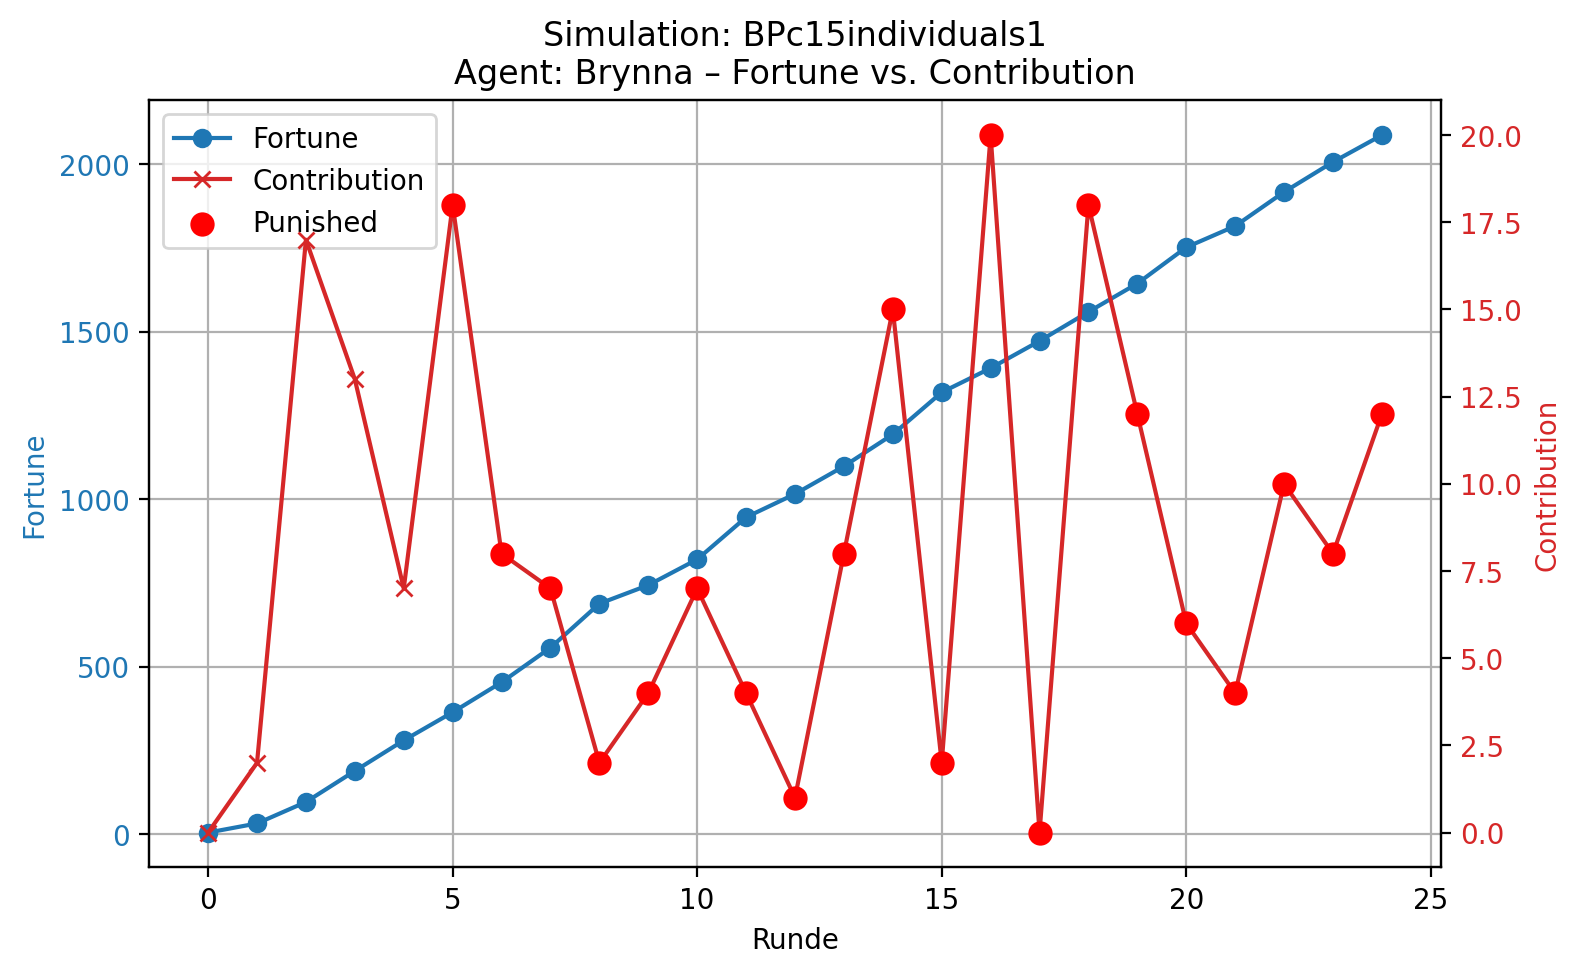 Simulation: BPc15individuals1
Agent: Brynna – Fortune vs. Contribution
Fortune
Contribution
Punished
2000
1500
1000
500
0
Fortune
20.0
17.5
15.0
12.5
10.0
7.5
5.0
2.5
0.0
Contribution
0 5 10 15 20 25
Runde